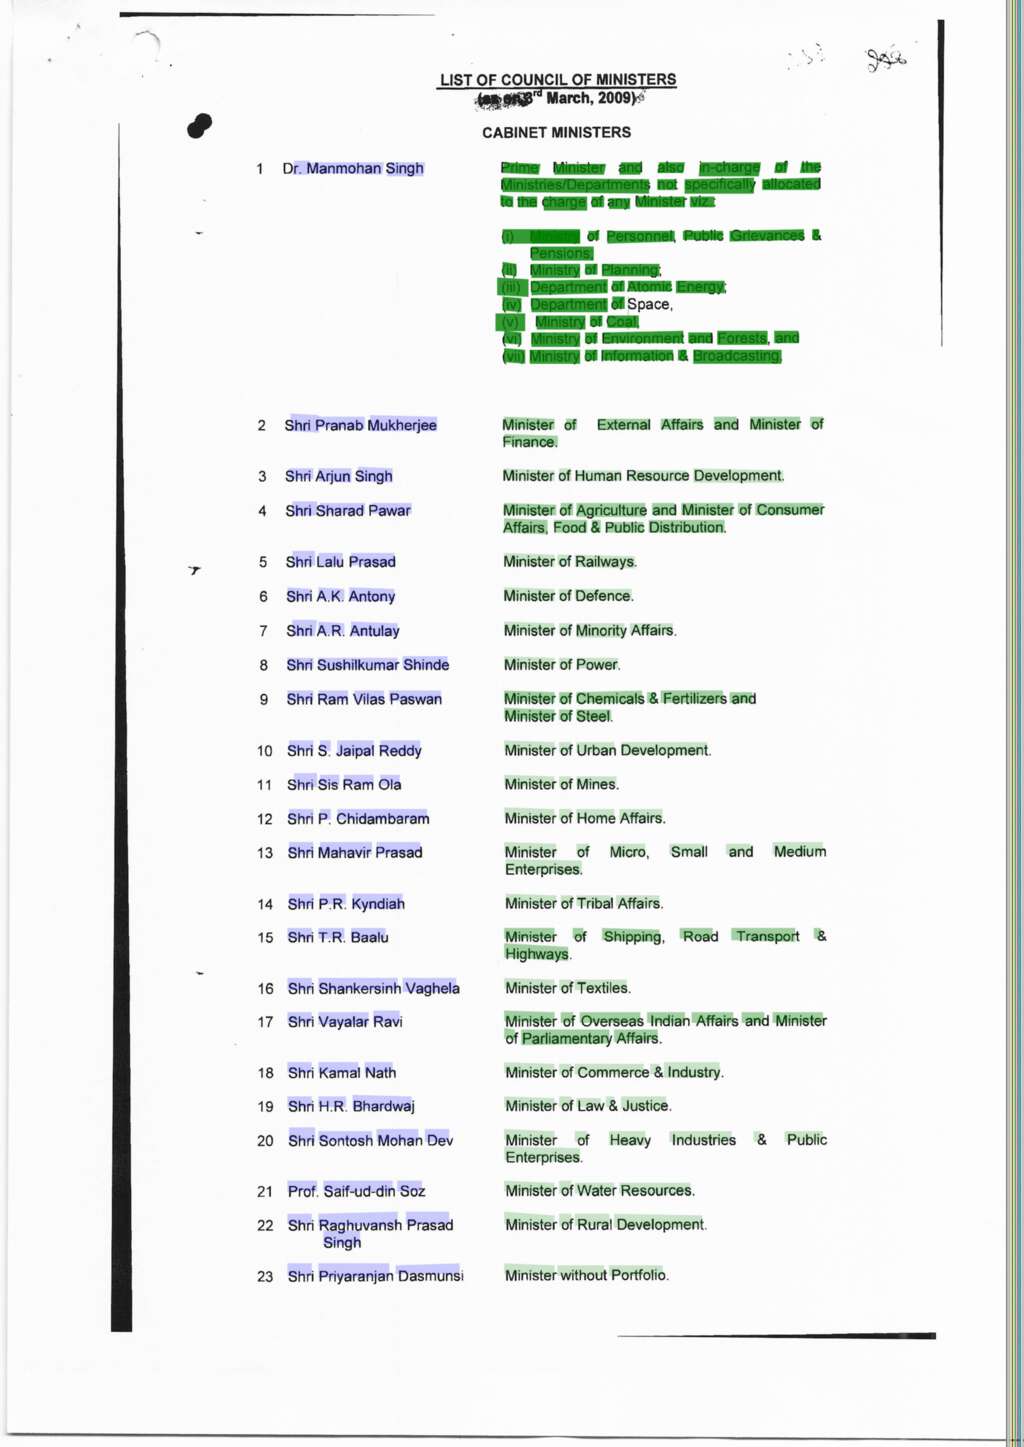 LIST OF COUNCIL OF MINISTERS
(as on 3rd March, 2009)
CABINET MINISTERS
1 Dr. Manmohan Singh Prime Minister and also in-charge of the
Ministries/Departments not specifically allocated
to the charge of any Minister viz.:
(i) Ministry of Personnel, Public Grievances &
Pensions;
(ii) Ministry of Planning;
(iii) Department of Atomic Energy;
(iv) Department of Space,
(v) Ministry of Coal,
(vi) Ministry of Environment and Forests, and
(vii) Ministry of Information & Broadcasting.
2 Shri Pranab Mukherjee Minister of External Affairs and Minister of
Finance.
3 Shri Arjun Singh Minister of Human Resource Development.
4 Shri Sharad Pawar Minister of Agriculture and Minister of Consumer
Affairs, Food & Public Distribution.
5 Shri Lalu Prasad Minister of Railways.
6 Shri A.K. Antony Minister of Defence.
7 Shri A.R. Antulay Minister of Minority Affairs.
8 Shri Sushilkumar Shinde Minister of Power.
9 Shri Ram Vilas Paswan Minister of Chemicals & Fertilizers and
Minister of Steel.
10 Shri S. Jaipal Reddy Minister of Urban Development.
11 Shri Sis Ram Ola Minister of Mines.
12 Shri P. Chidambaram Minister of Home Affairs.
13 Shri Mahavir Prasad Minister of Micro, Small and Medium
Enterprises.
14 Shri P.R. Kyndiah Minister of Tribal Affairs.
15 Shri T.R. Baalu Minister of Shipping, Road Transport &
Highways.
16 Shri Shankersinh Vaghela Minister of Textiles.
17 Shri Vayalar Ravi Minister of Overseas Indian Affairs and Minister
of Parliamentary Affairs.
18 Shri Kamal Nath Minister of Commerce & Industry.
19 Shri H.R. Bhardwaj Minister of Law & Justice.
20 Shri Sontosh Mohan Dev Minister of Heavy Industries & Public
Enterprises.
21 Prof. Saif-ud-din Soz Minister of Water Resources.
22 Shri Raghuvansh Prasad Minister of Rural Development.
Singh
23 Shri Priyaranjan Dasmunsi Minister without Portfolio.